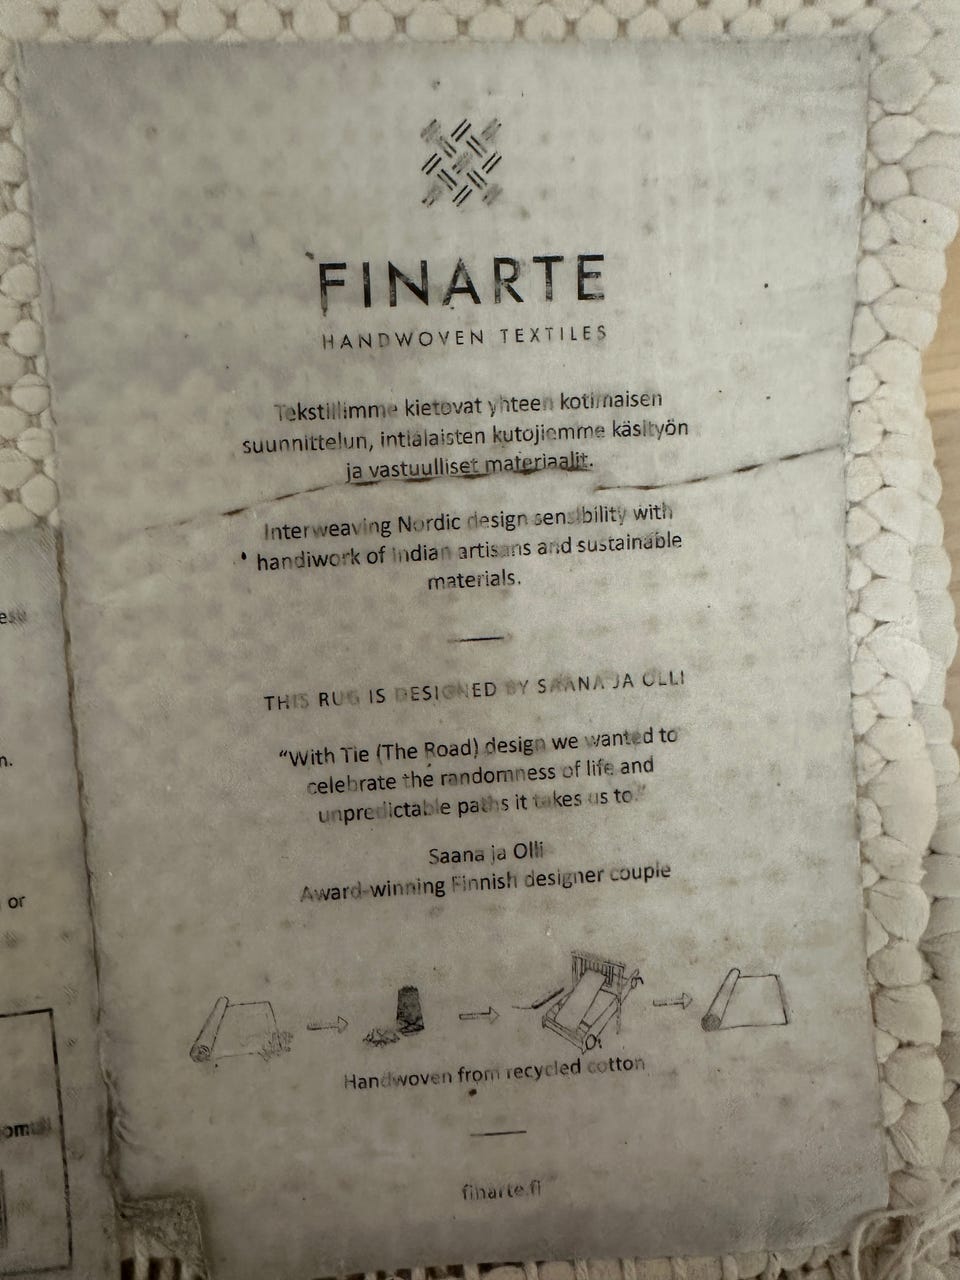 FINARTE
HANDWOVEN TEXTILES
Tekstiilimme kietovat yhteen kotimaisen
suunnittelun, intialaisten kutojiemme käsityön
ja vastuulliset materiaalit.
Interweaving Nordic design sensibility with
handiwork of Indian artisans and sustainable
materials.
THIS RUG IS DESIGNED BY SAANA JA OLLI
“With Tie (The Road) design we wanted to
celebrate the randomness of life and
unpredictable paths it takes us to.”
Saana ja Olli
Award-winning Finnish designer couple
Handwoven from recycled cotton
finarte.fi
n.
or